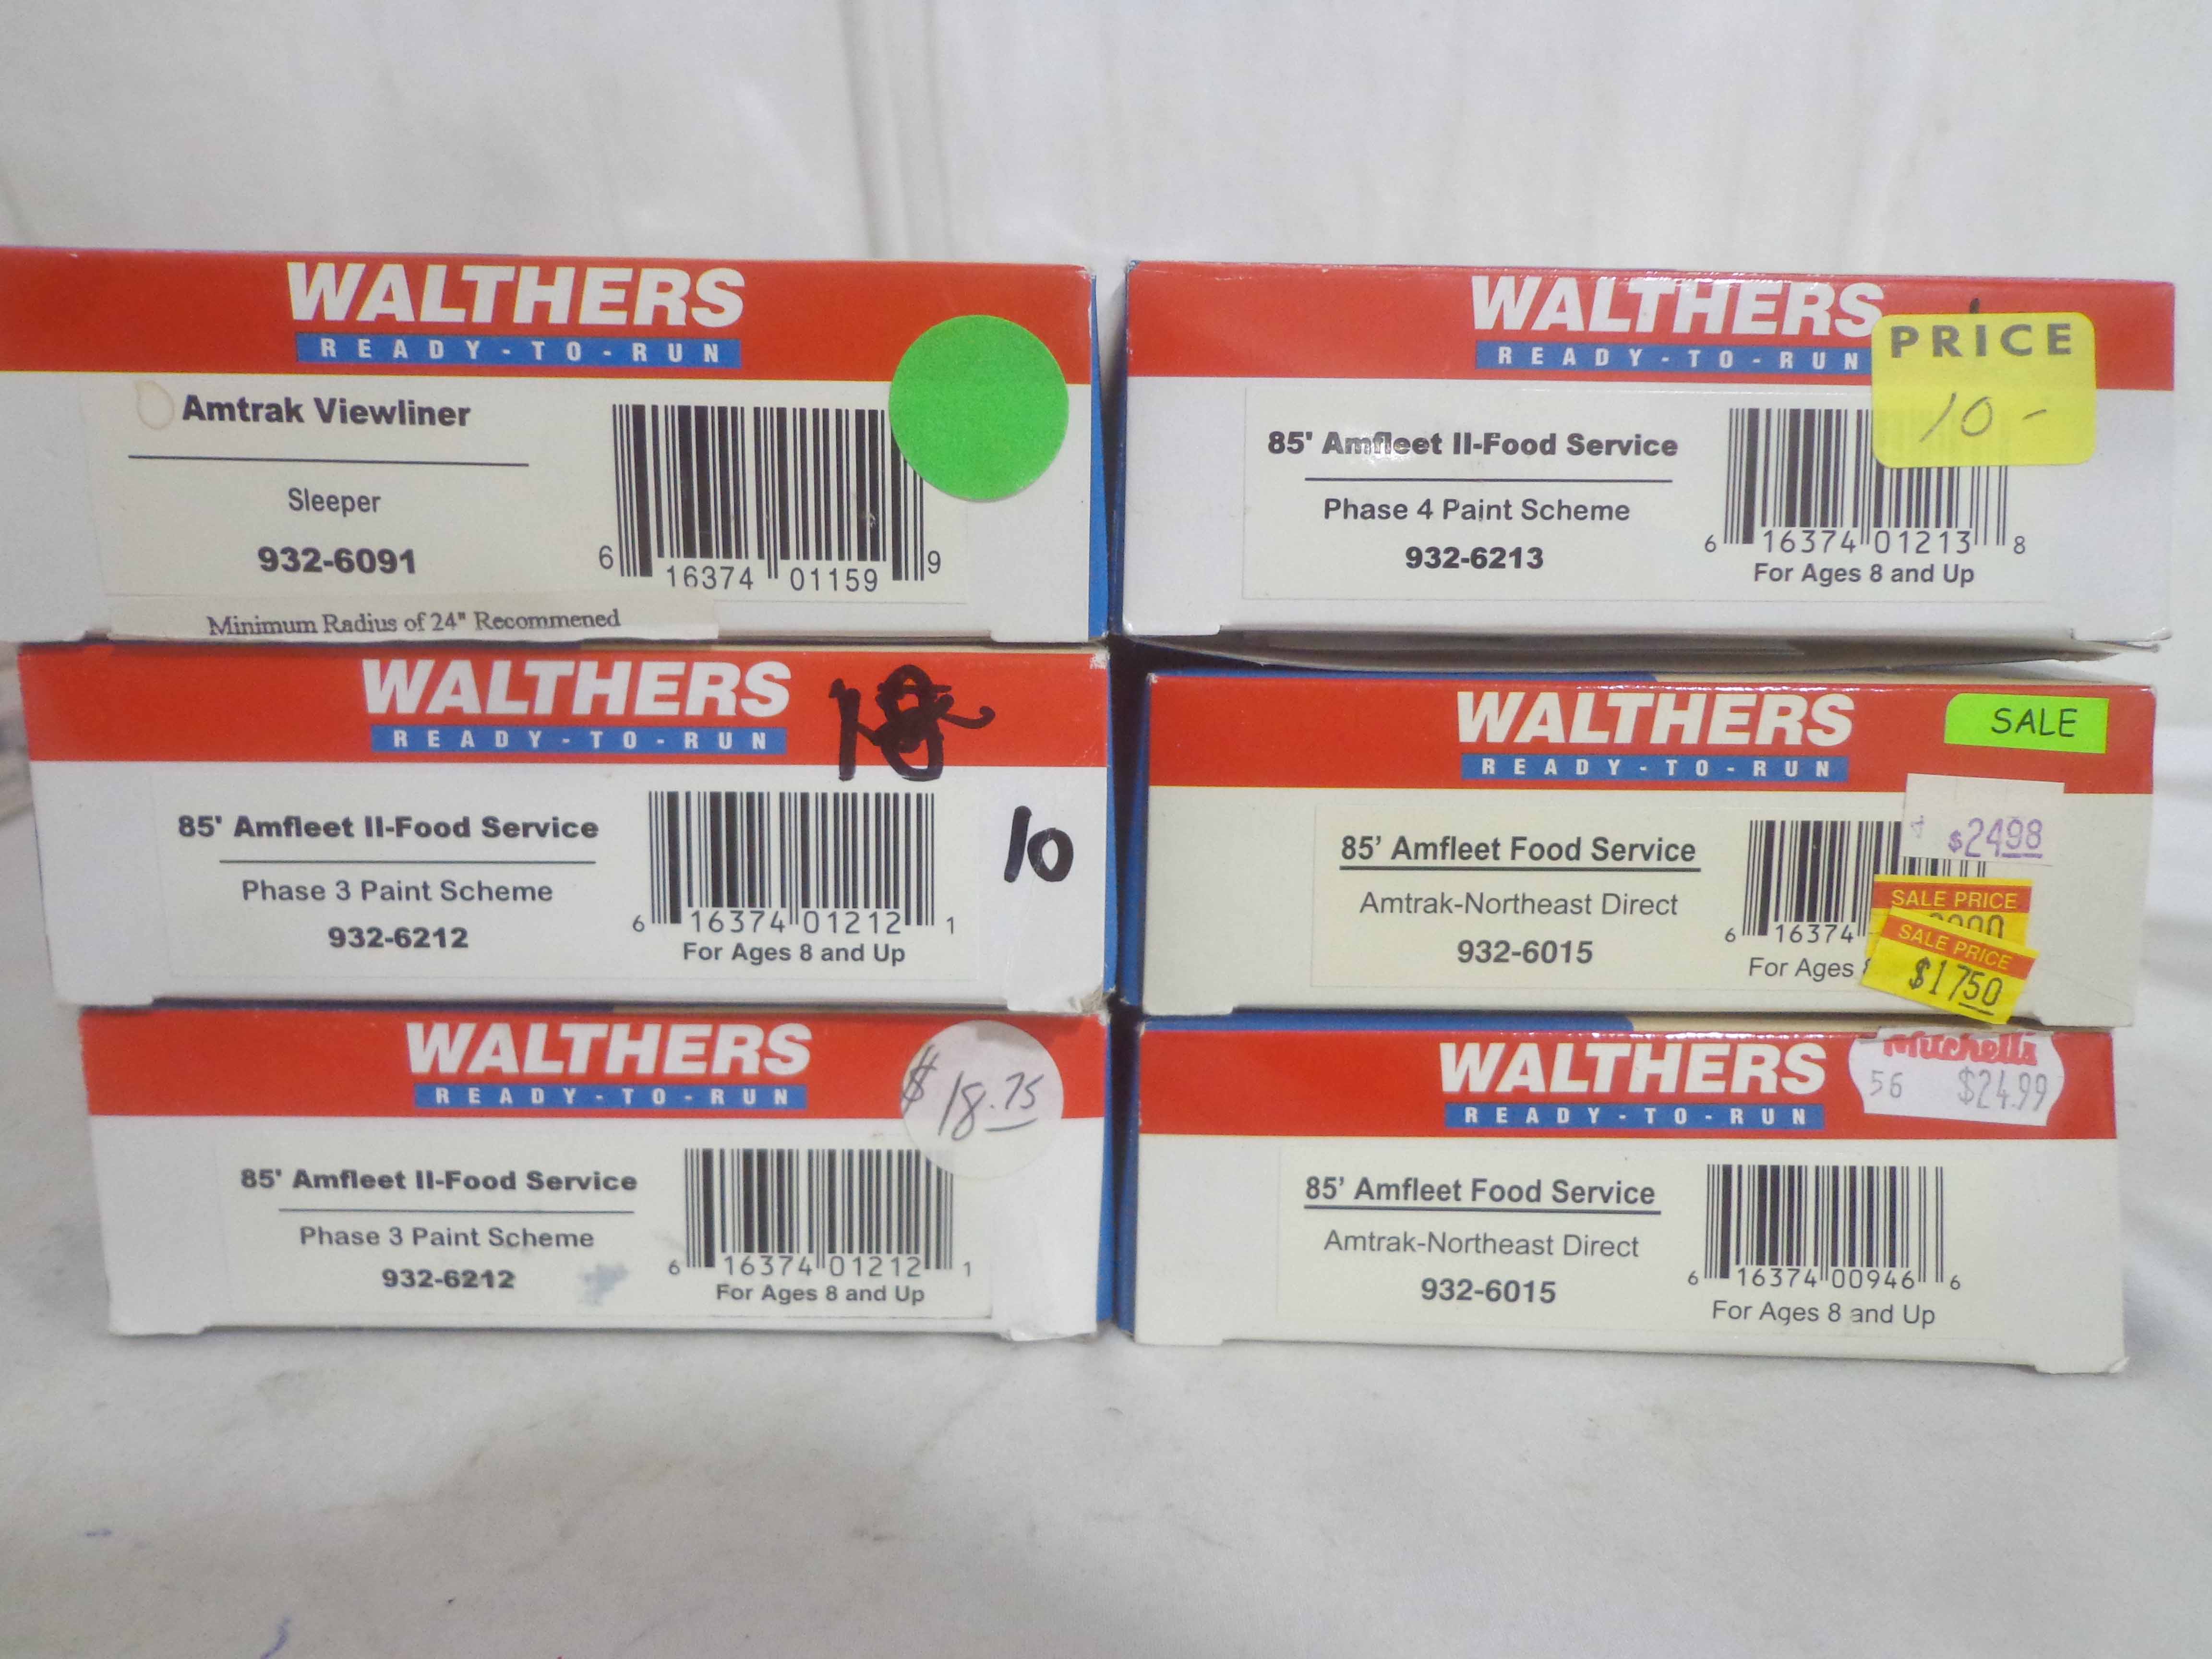 WALTHERS
READY-TO-RUN
Amtrak Viewliner
Sleeper
932-6091
6 16374 01159 9
Minimum Radius of 24" Recommened
WALTHERS
READY-TO-RUN
PRICE
10-
85' Amfleet II-Food Service
Phase 4 Paint Scheme
932-6213
6 16374 01213 8
For Ages 8 and Up
WALTHERS
READY-TO-RUN
85' Amfleet II-Food Service
Phase 3 Paint Scheme
932-6212
6 16374 01212 1
For Ages 8 and Up
10
WALTHERS
READY-TO-RUN
SALE
$24.98
85’ Amfleet Food Service
Amtrak-Northeast Direct
932-6015
6 16374
For Ages
SALE PRICE
SALE PRICE
$17.50
WALTHERS
READY-TO-RUN
$18.75
85' Amfleet II-Food Service
Phase 3 Paint Scheme
932-6212
6 16374 01212 1
For Ages 8 and Up
WALTHERS
READY-TO-RUN
Mitchell's
56 $24.99
85’ Amfleet Food Service
Amtrak-Northeast Direct
932-6015
6 16374 00946 6
For Ages 8 and Up